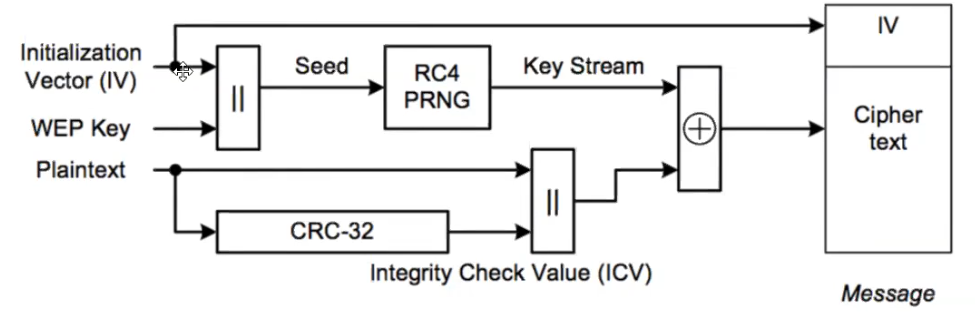 IV
Initialization
Vector (IV)
||
Seed
RC4
PRNG
Key Stream
WEP Key
Cipher
text
Plaintext
CRC-32
||
Integrity Check Value (ICV)
Message